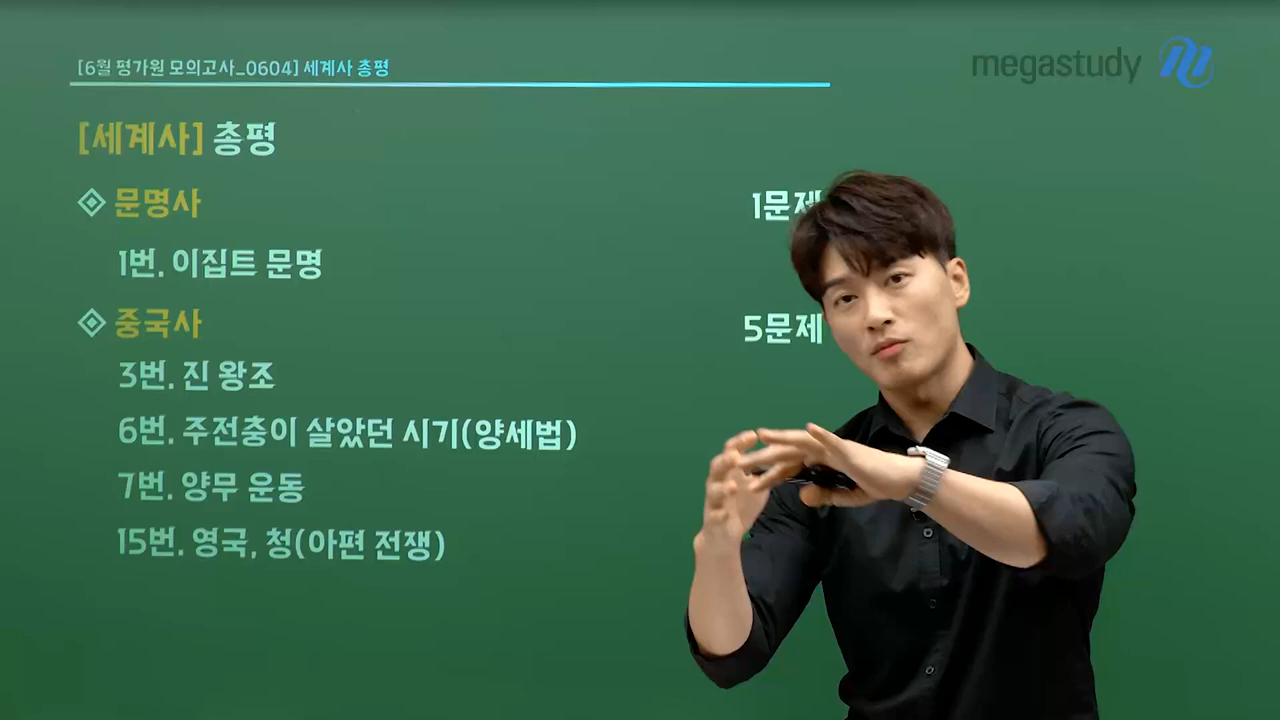 [6월 평가원 모의고사_0604] 세계사 총평
megastudy
[세계사] 총평
문명사 1문제
1번. 이집트 문명
중국사 5문제
3번. 진 왕조
6번. 주전충이 살았던 시기(양세법)
7번. 양무 운동
15번. 영국, 청(아편 전쟁)